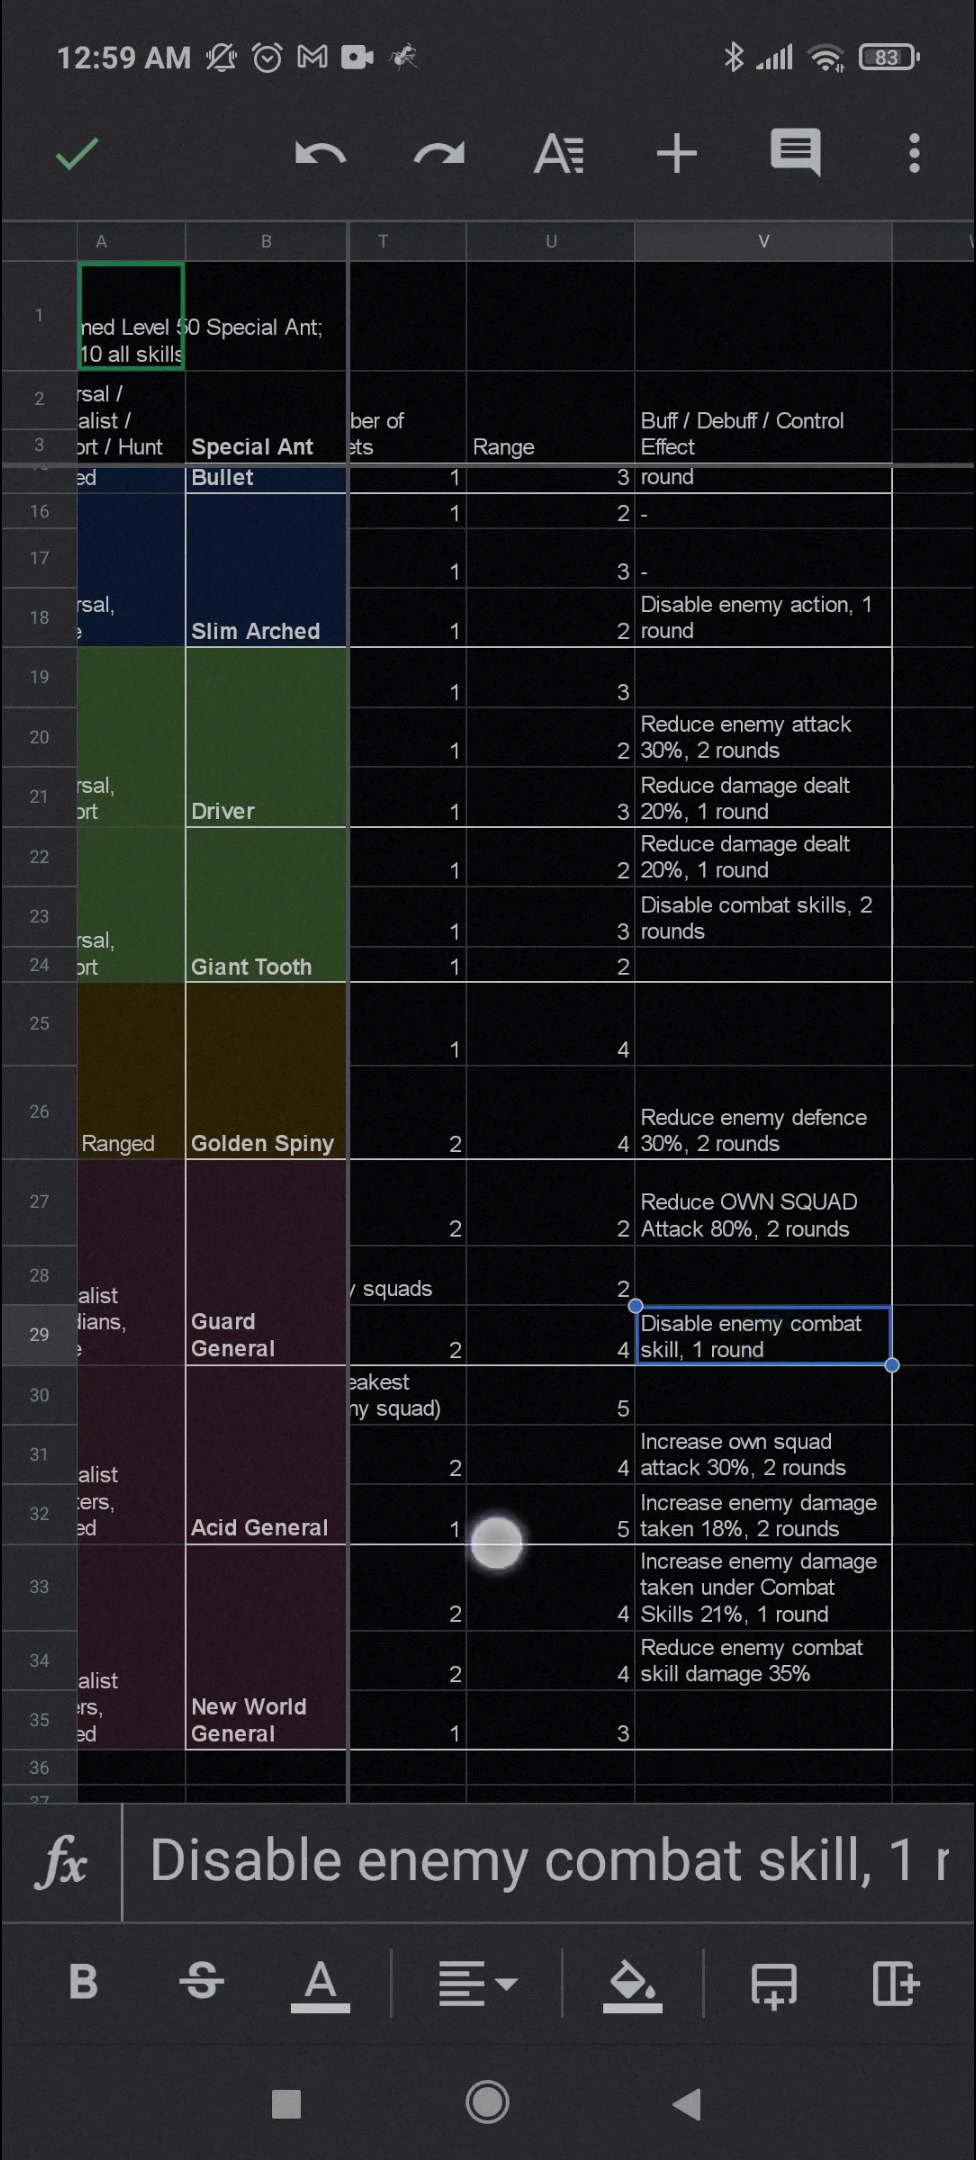 12:59 AM
83
A B T U V
1
med Level 50 Special Ant;
10 all skills
2
rsal /
alist /
ort / Hunt
3
Special Ant
ber of
ets
Range
Buff / Debuff / Control
Effect
ed
Bullet
1
3
round
16
1
2
-
17
1
3
-
18
rsal,
Slim Arched
1
2
Disable enemy action, 1
round
19
1
3
20
1
2
Reduce enemy attack
30%, 2 rounds
21
rsal,
ort
Driver
1
3
Reduce damage dealt
20%, 1 round
22
1
2
Reduce damage dealt
20%, 1 round
23
1
3
Disable combat skills, 2
rounds
24
rsal,
ort
Giant Tooth
1
2
25
1
4
26
Ranged
Golden Spiny
2
4
Reduce enemy defence
30%, 2 rounds
27
2
2
Reduce OWN SQUAD
Attack 80%, 2 rounds
28
squads
2
29
alist
dians,
e
Guard
General
2
4
Disable enemy combat
skill, 1 round
30
eakest
ny squad)
5
31
2
4
Increase own squad
attack 30%, 2 rounds
32
alist
ters,
ed
Acid General
1
5
Increase enemy damage
taken 18%, 2 rounds
33
2
4
Increase enemy damage
taken under Combat
Skills 21%, 1 round
34
2
4
Reduce enemy combat
skill damage 35%
35
alist
ers,
ed
New World
General
1
3
36
37
fx
Disable enemy combat skill, 1 r
B S A